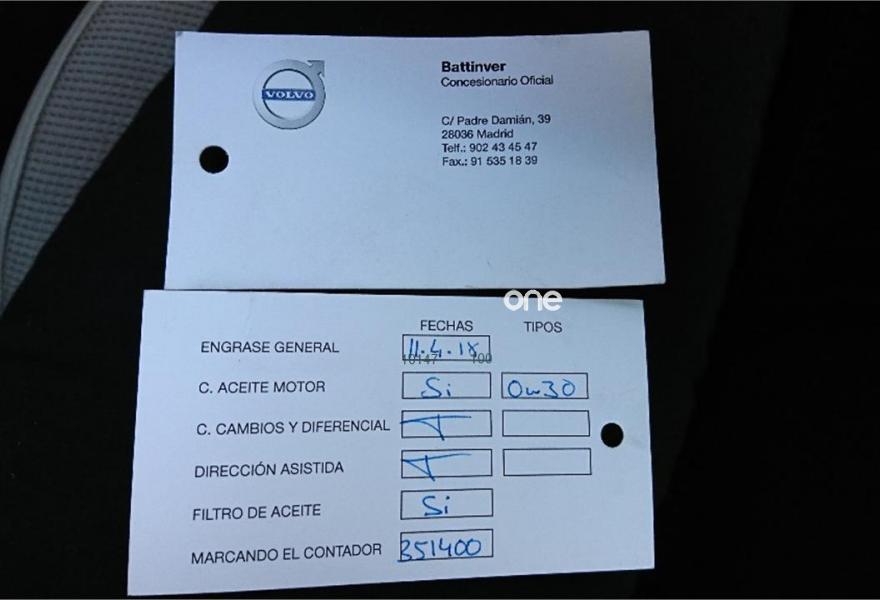 VOLVO
Battinver
Concesionario Oficial
C/ Padre Damián, 39
28036 Madrid
Telf.: 902 43 45 47
Fax.: 91 535 18 39
one
FECHAS TIPOS
ENGRASE GENERAL 11.4.18
10147 100
C. ACEITE MOTOR Si 0w30
C. CAMBIOS Y DIFERENCIAL
DIRECCIÓN ASISTIDA
FILTRO DE ACEITE Si
MARCANDO EL CONTADOR 351400